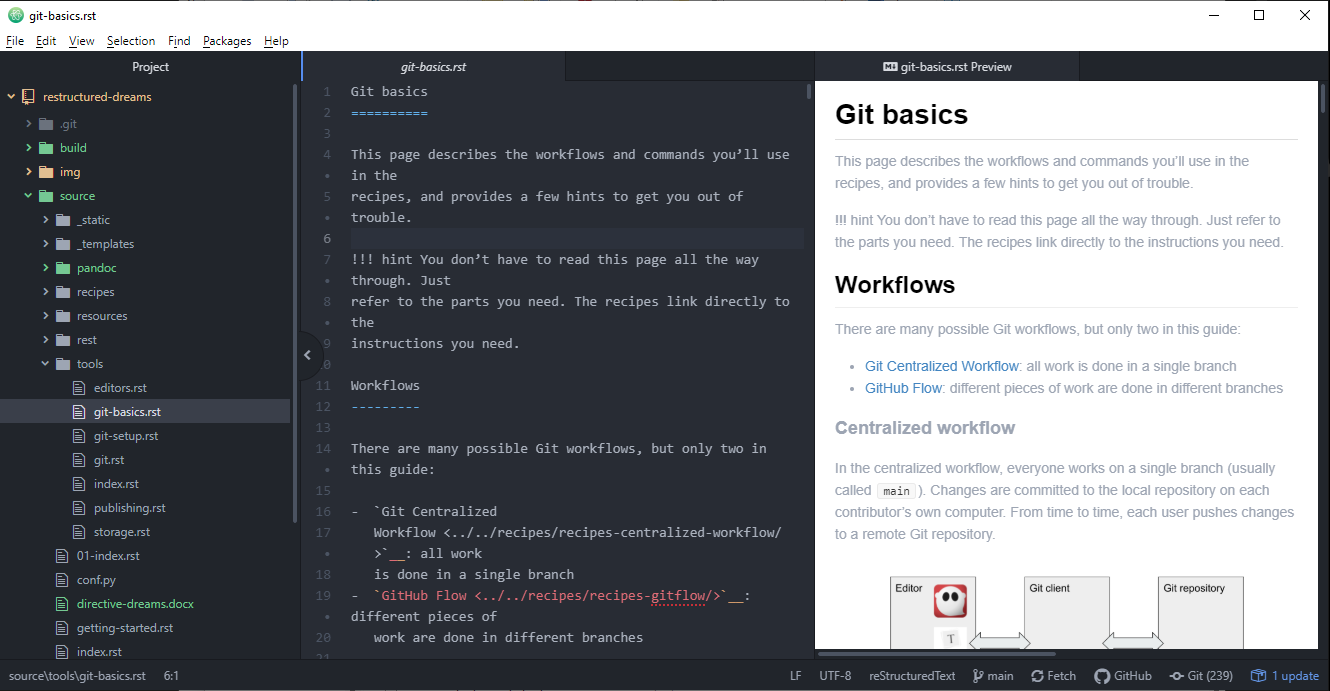 git-basics.rst
File Edit View Selection Find Packages Help
Project
restructured-dreams
.git
build
img
source
_static
_templates
pandoc
recipes
resources
rest
tools
editors.rst
git-basics.rst
git-setup.rst
git.rst
index.rst
publishing.rst
storage.rst
01-index.rst
conf.py
directive-dreams.docx
getting-started.rst
index.rst
git-basics.rst
1 Git basics
2 ==========
3
4 This page describes the workflows and commands you’ll use
• in the
5 recipes, and provides a few hints to get you out of
• trouble.
6
7 !!! hint You don’t have to read this page all the way
• through. Just
8 refer to the parts you need. The recipes link directly to
• the
9 instructions you need.
0
11 Workflows
12 ---------
13
14 There are many possible Git workflows, but only two in
• this guide:
15
16 - `Git Centralized
17 Workflow <../../recipes/recipes-centralized-workflow/
• >`__: all work
18 is done in a single branch
19 - `GitHub Flow <../../recipes/recipes-gitflow/>`__:
• different pieces of
20 work are done in different branches
21
M↓ git-basics.rst Preview
Git basics
This page describes the workflows and commands you’ll use in the
recipes, and provides a few hints to get you out of trouble.
!!! hint You don’t have to read this page all the way through. Just refer to
the parts you need. The recipes link directly to the instructions you need.
Workflows
There are many possible Git workflows, but only two in this guide:
• Git Centralized Workflow: all work is done in a single branch
• GitHub Flow: different pieces of work are done in different branches
Centralized workflow
In the centralized workflow, everyone works on a single branch (usually
called main ). Changes are committed to the local repository on each
contributor’s own computer. From time to time, each user pushes changes
to a remote Git repository.
Editor Git client Git repository
T
source\tools\git-basics.rst 6:1 LF UTF-8 reStructuredText main Fetch GitHub Git (239) 1 update